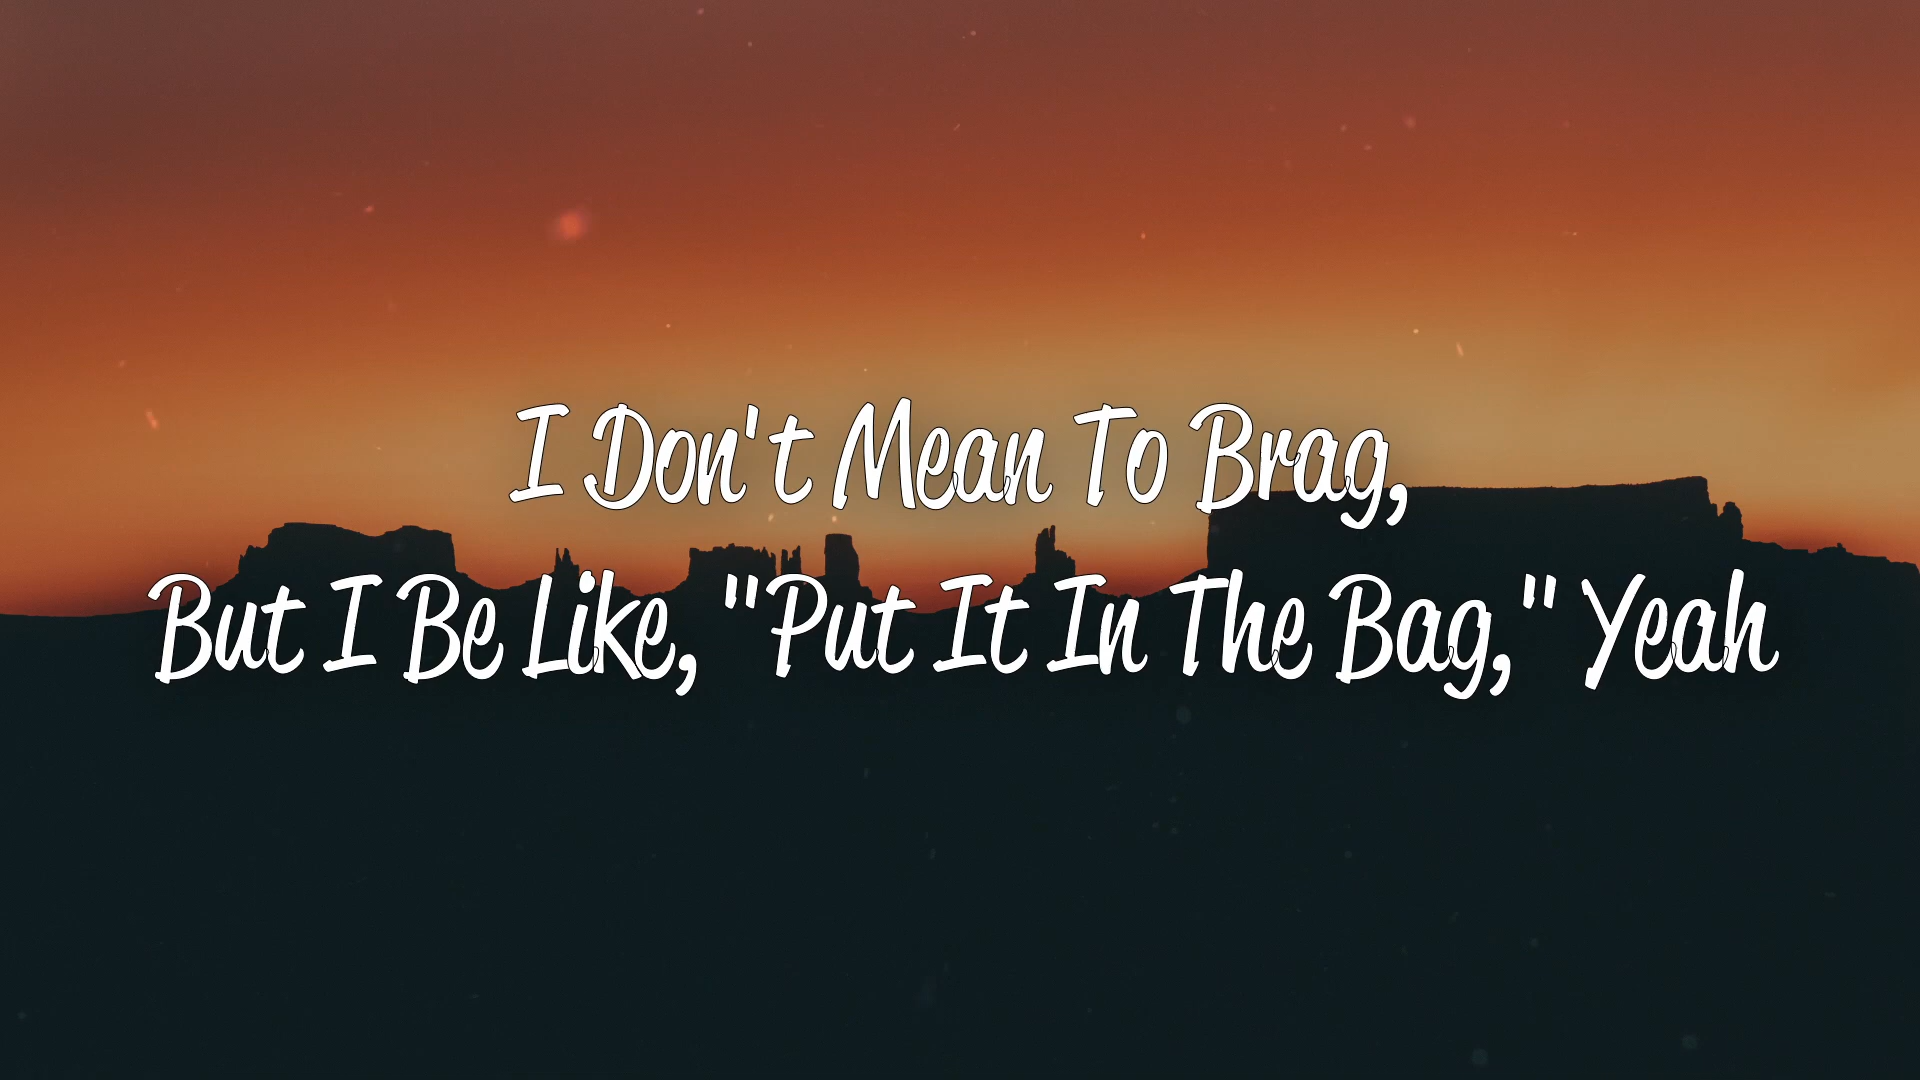 I Don't Mean To Brag,
But I Be Like, "Put It In The Bag," Yeah